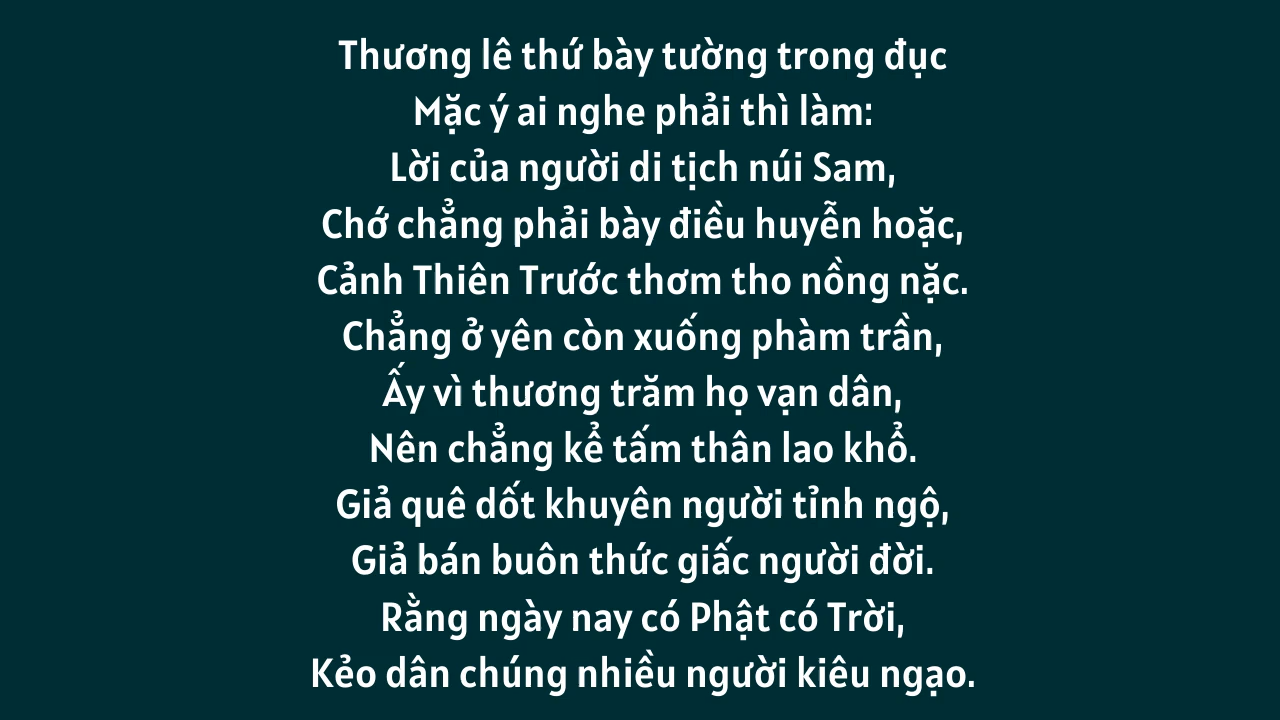 Thương lê thứ bày tường trong đục
Mặc ý ai nghe phải thì làm:
Lời của người di tịch núi Sam,
Chớ chẳng phải bày điều huyễn hoặc,
Cảnh Thiên Trước thơm tho nồng nặc.
Chẳng ở yên còn xuống phàm trần,
Ấy vì thương trăm họ vạn dân,
Nên chẳng kể tấm thân lao khổ.
Giả quê dốt khuyên người tỉnh ngộ,
Giả bán buôn thức giấc người đời.
Rằng ngày nay có Phật có Trời,
Kẻo dân chúng nhiều người kiêu ngạo.